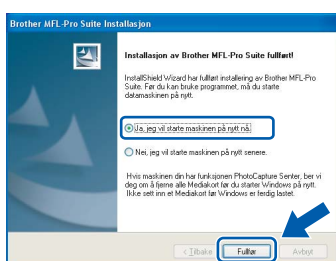 Brother MFL-Pro Suite Installasjon
Installasjon av Brother MFL-Pro Suite fullført!
InstallShield Wizard har fullført installering av Brother MFL-Pro
Suite. Før du kan bruke programmet, må du starte
datamaskinen på nytt.
Ja, jeg vil starte maskinen på nytt nå.
Nei, jeg vil starte maskinen på nytt senere.
Hvis maskinen din har funksjonen PhotoCapture Senter, ber vi
deg om å fjerne alle Mediakort før du starter Windows på nytt.
Ikke sett inn et Mediakort før Windows er ferdig lastet.
< Tilbake
Fullfør
Avbryt